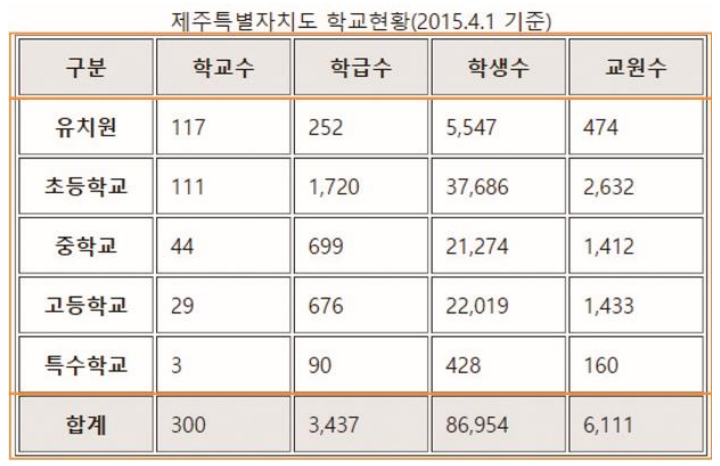 제주특별자치도 학교현황(2015.4.1 기준)
구분 학교수 학급수 학생수 교원수
유치원 117 252 5,547 474
초등학교 111 1,720 37,686 2,632
중학교 44 699 21,274 1,412
고등학교 29 676 22,019 1,433
특수학교 3 90 428 160
합계 300 3,437 86,954 6,111